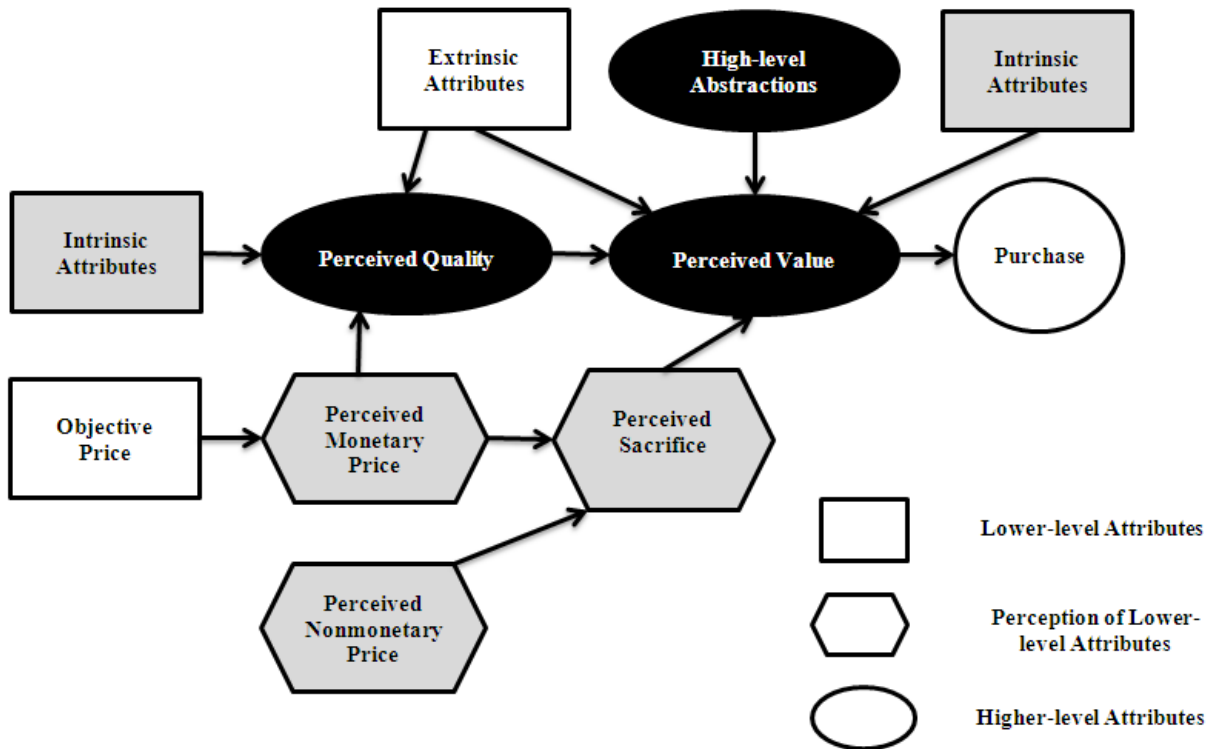 Extrinsic
Attributes
High-level
Abstractions
Intrinsic
Attributes
Intrinsic
Attributes
Perceived Quality
Perceived Value
Purchase
Objective
Price
Perceived
Monetary
Price
Perceived
Sacrifice
Perceived
Nonmonetary
Price
Lower-level Attributes
Perception of Lower-
level Attributes
Higher-level Attributes